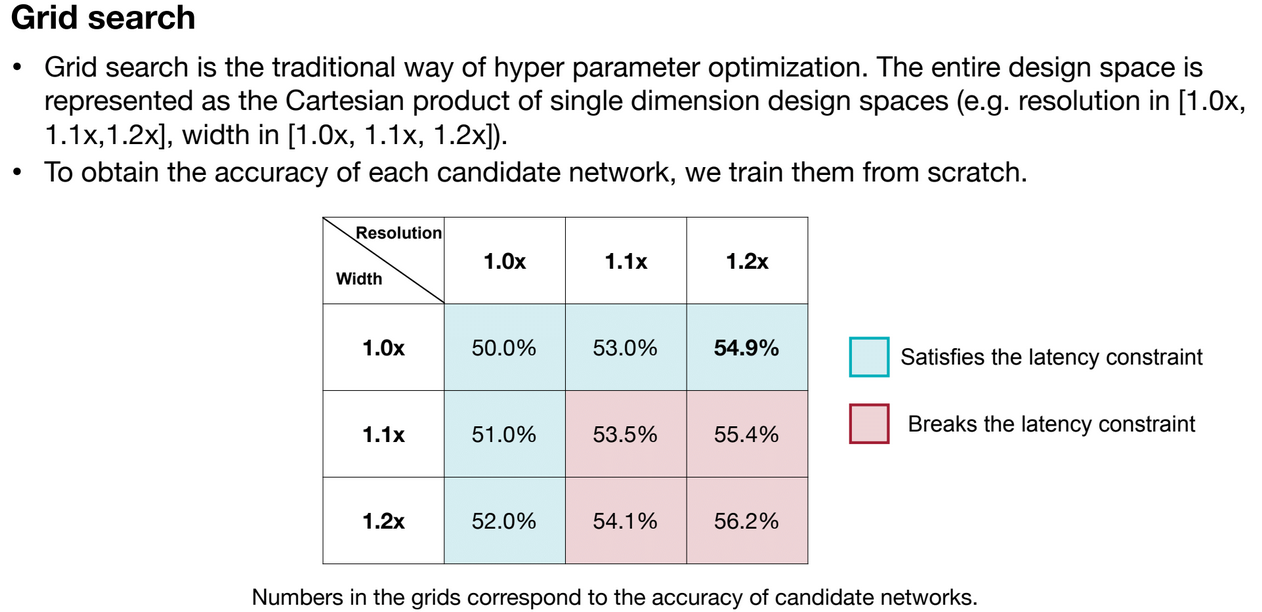 Grid search
• Grid search is the traditional way of hyper parameter optimization. The entire design space is
represented as the Cartesian product of single dimension design spaces (e.g. resolution in [1.0x,
1.1x,1.2x], width in [1.0x, 1.1x, 1.2x]).
• To obtain the accuracy of each candidate network, we train them from scratch.
Resolution
Width
1.0x 1.1x 1.2x
1.0x 50.0% 53.0% 54.9%
1.1x 51.0% 53.5% 55.4%
1.2x 52.0% 54.1% 56.2%
Satisfies the latency constraint
Breaks the latency constraint
Numbers in the grids correspond to the accuracy of candidate networks.